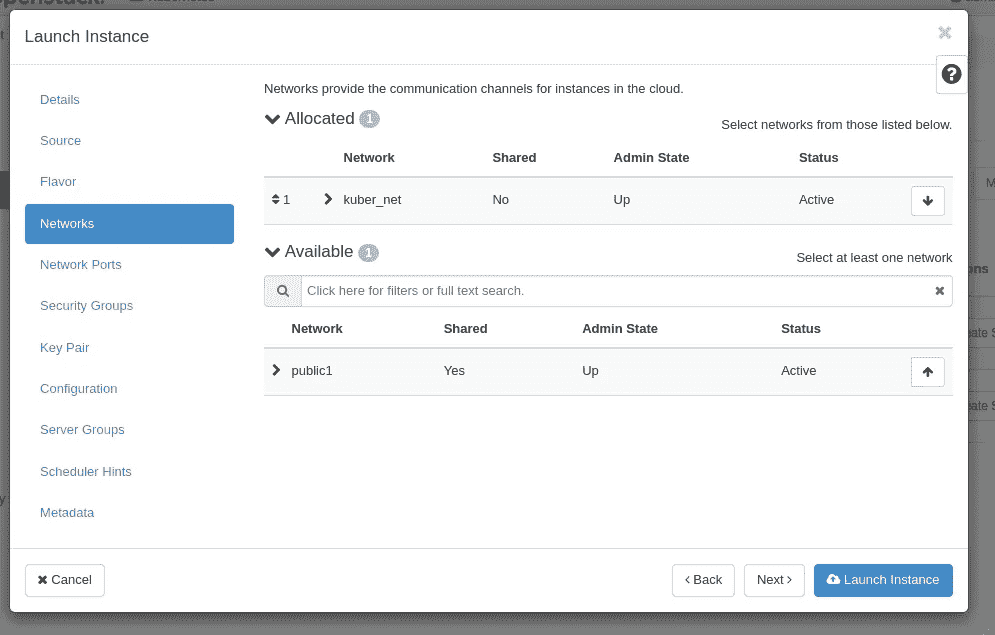 Launch Instance
Details
Source
Flavor
Networks
Network Ports
Security Groups
Key Pair
Configuration
Server Groups
Scheduler Hints
Metadata
Networks provide the communication channels for instances in the cloud.
Allocated 1
Select networks from those listed below.
Network Shared Admin State Status
1 kuber_net No Up Active
Available 1
Select at least one network
Click here for filters or full text search.
Network Shared Admin State Status
public1 Yes Up Active
Cancel
Back
Next
Launch Instance